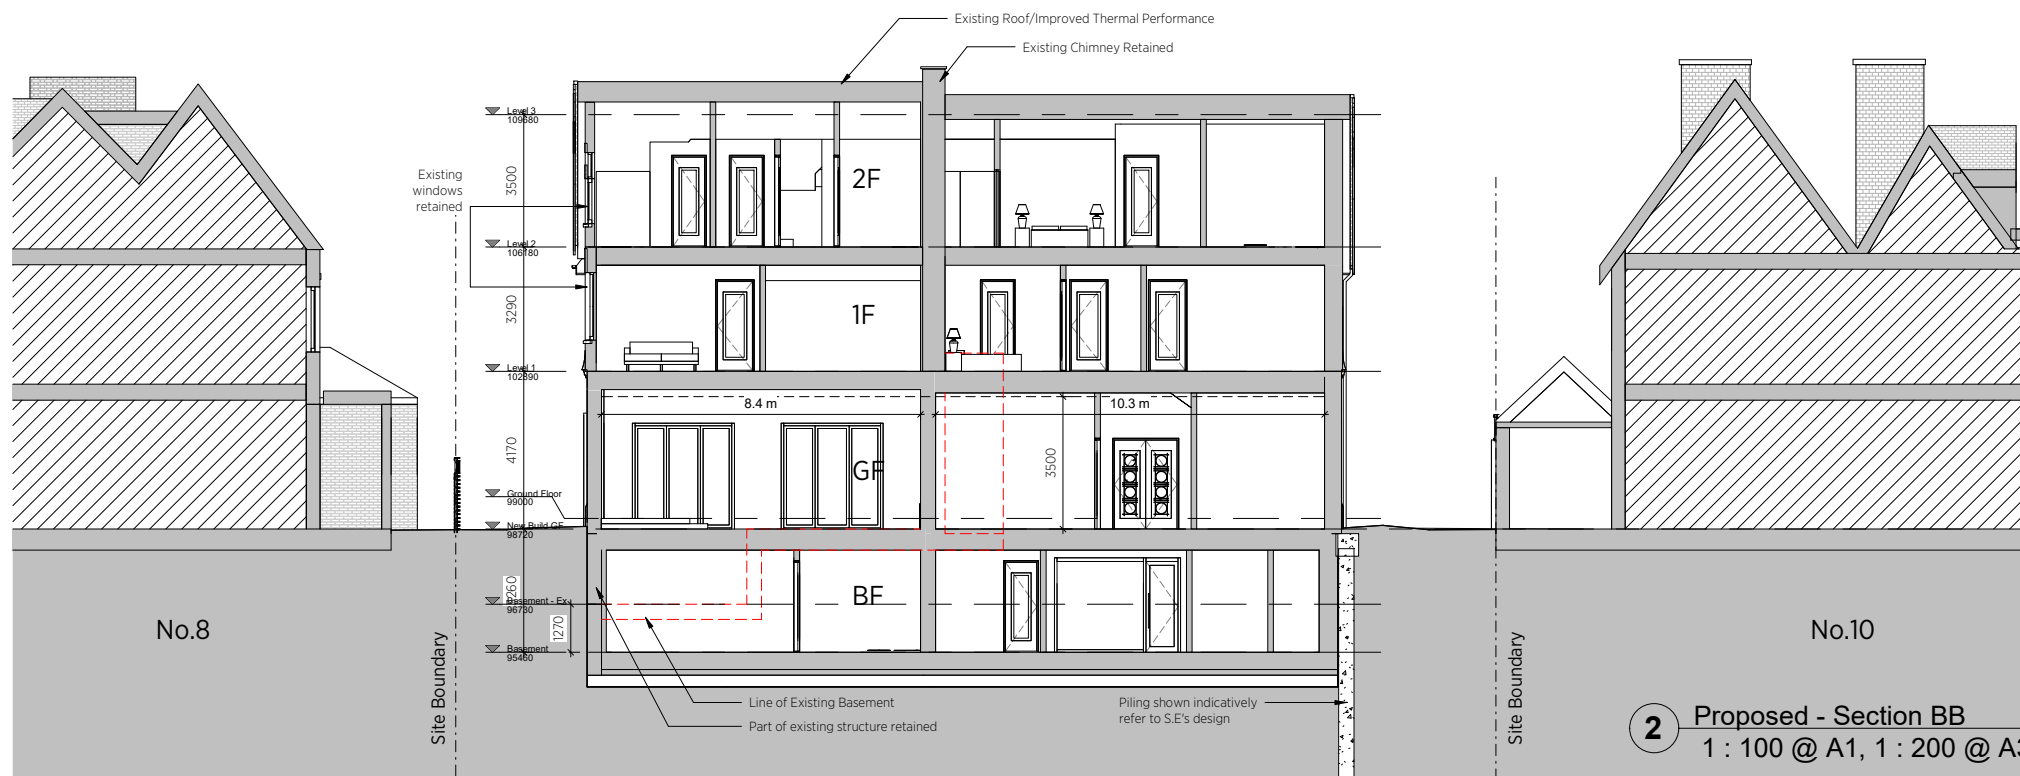 Existing Roof/Improved Thermal Performance
Existing Chimney Retained
Level 3
109680
Existing
windows
retained
3500
2F
Level 2
106180
3290
1F
Level 1
102890
8.4 m
10.3 m
4170
GF
3500
Ground Floor
99000
New Build GF
98720
BF
Basement - Ex
96730
1270
No.8
No.10
Basement
95460
Site Boundary
Site Boundary
Line of Existing Basement
Part of existing structure retained
Piling shown indicatively
refer to S.E's design
2
Proposed - Section BB
1 : 100 @ A1, 1 : 200 @ A3